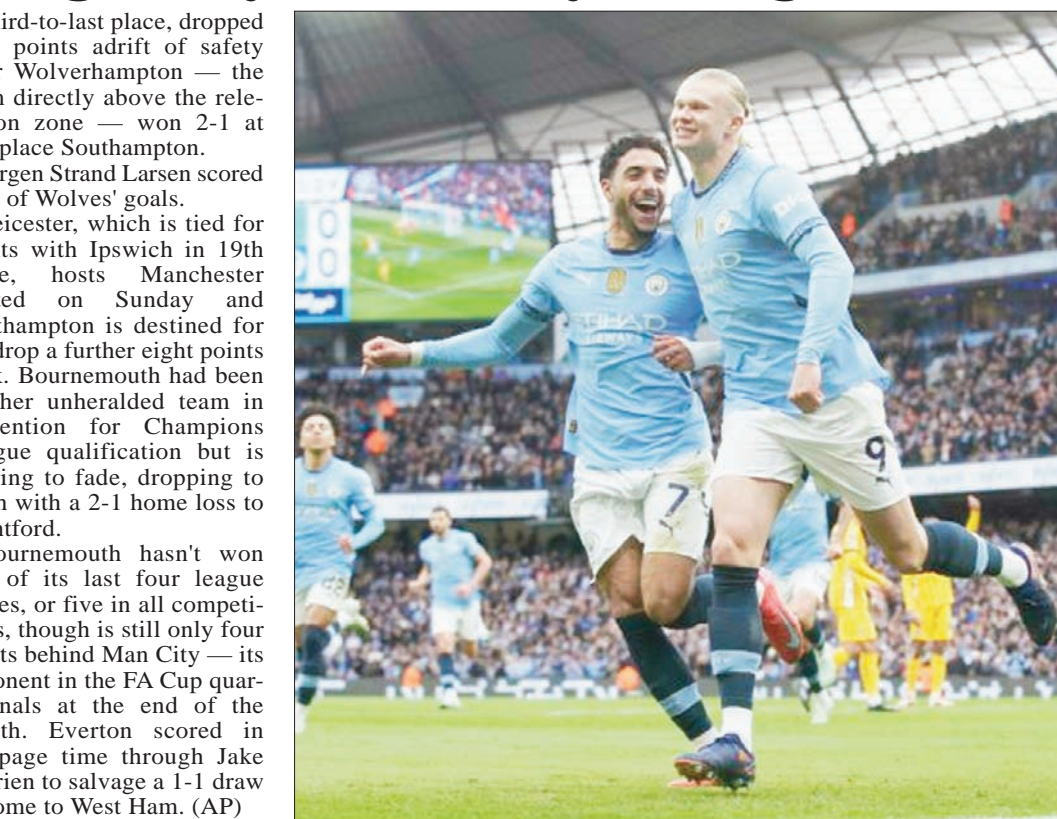 ird-to-last place, dropped
points adrift of safety
r Wolverhampton — the
n directly above the rele-
on zone — won 2-1 at
place Southampton.
rgen Strand Larsen scored
of Wolves' goals.
eicester, which is tied for
ts with Ipswich in 19th
e, hosts Manchester
ed on Sunday and
thampton is destined for
drop a further eight points
k. Bournemouth had been
her unheralded team in
ention for Champions
gue qualification but is
ing to fade, dropping to
h with a 2-1 home loss to
ntford.
ournemouth hasn't won
of its last four league
es, or five in all competi-
s, though is still only four
ts behind Man City — its
onent in the FA Cup quar-
nals at the end of the
th. Everton scored in
page time through Jake
rien to salvage a 1-1 draw
ome to West Ham. (AP)
0
0
ETIHAD
7
9